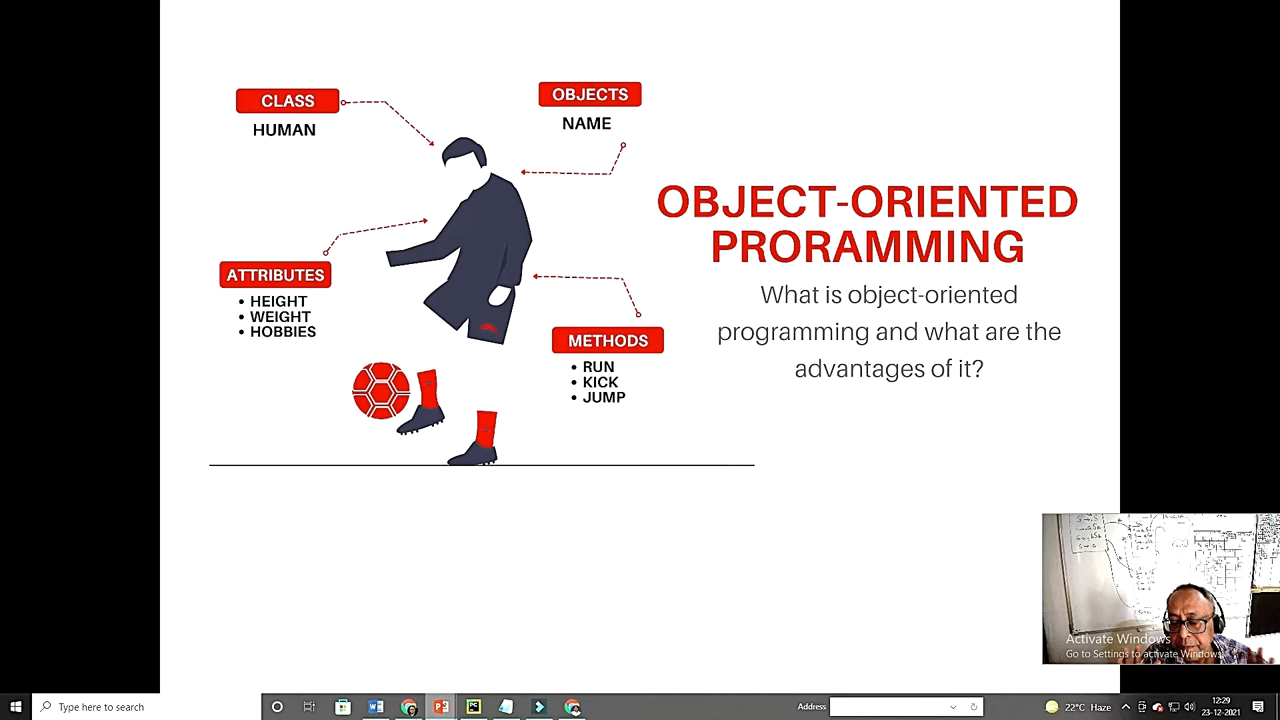 CLASS
HUMAN
OBJECTS
NAME
OBJECT-ORIENTED
PRORAMMING
What is object-oriented
programming and what are the
advantages of it?
ATTRIBUTES
• HEIGHT
• WEIGHT
• HOBBIES
METHODS
• RUN
• KICK
• JUMP
Activate Windows
Go to Settings to activate Windows.
Type here to search
Address
22°C Haze
12:29
23-12-2021